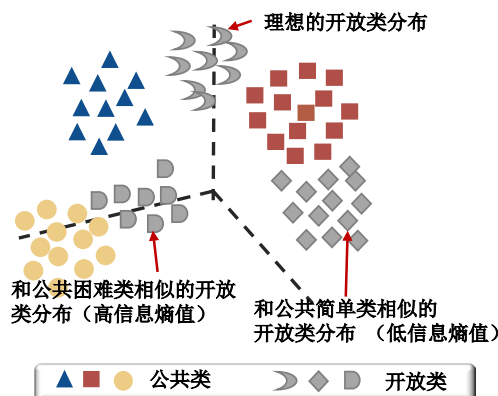 理想的开放类分布
和公共困难类相似的开放
类分布（高信息熵值）
和公共简单类相似的
开放类分布 （低信息熵值）
公共类
开放类